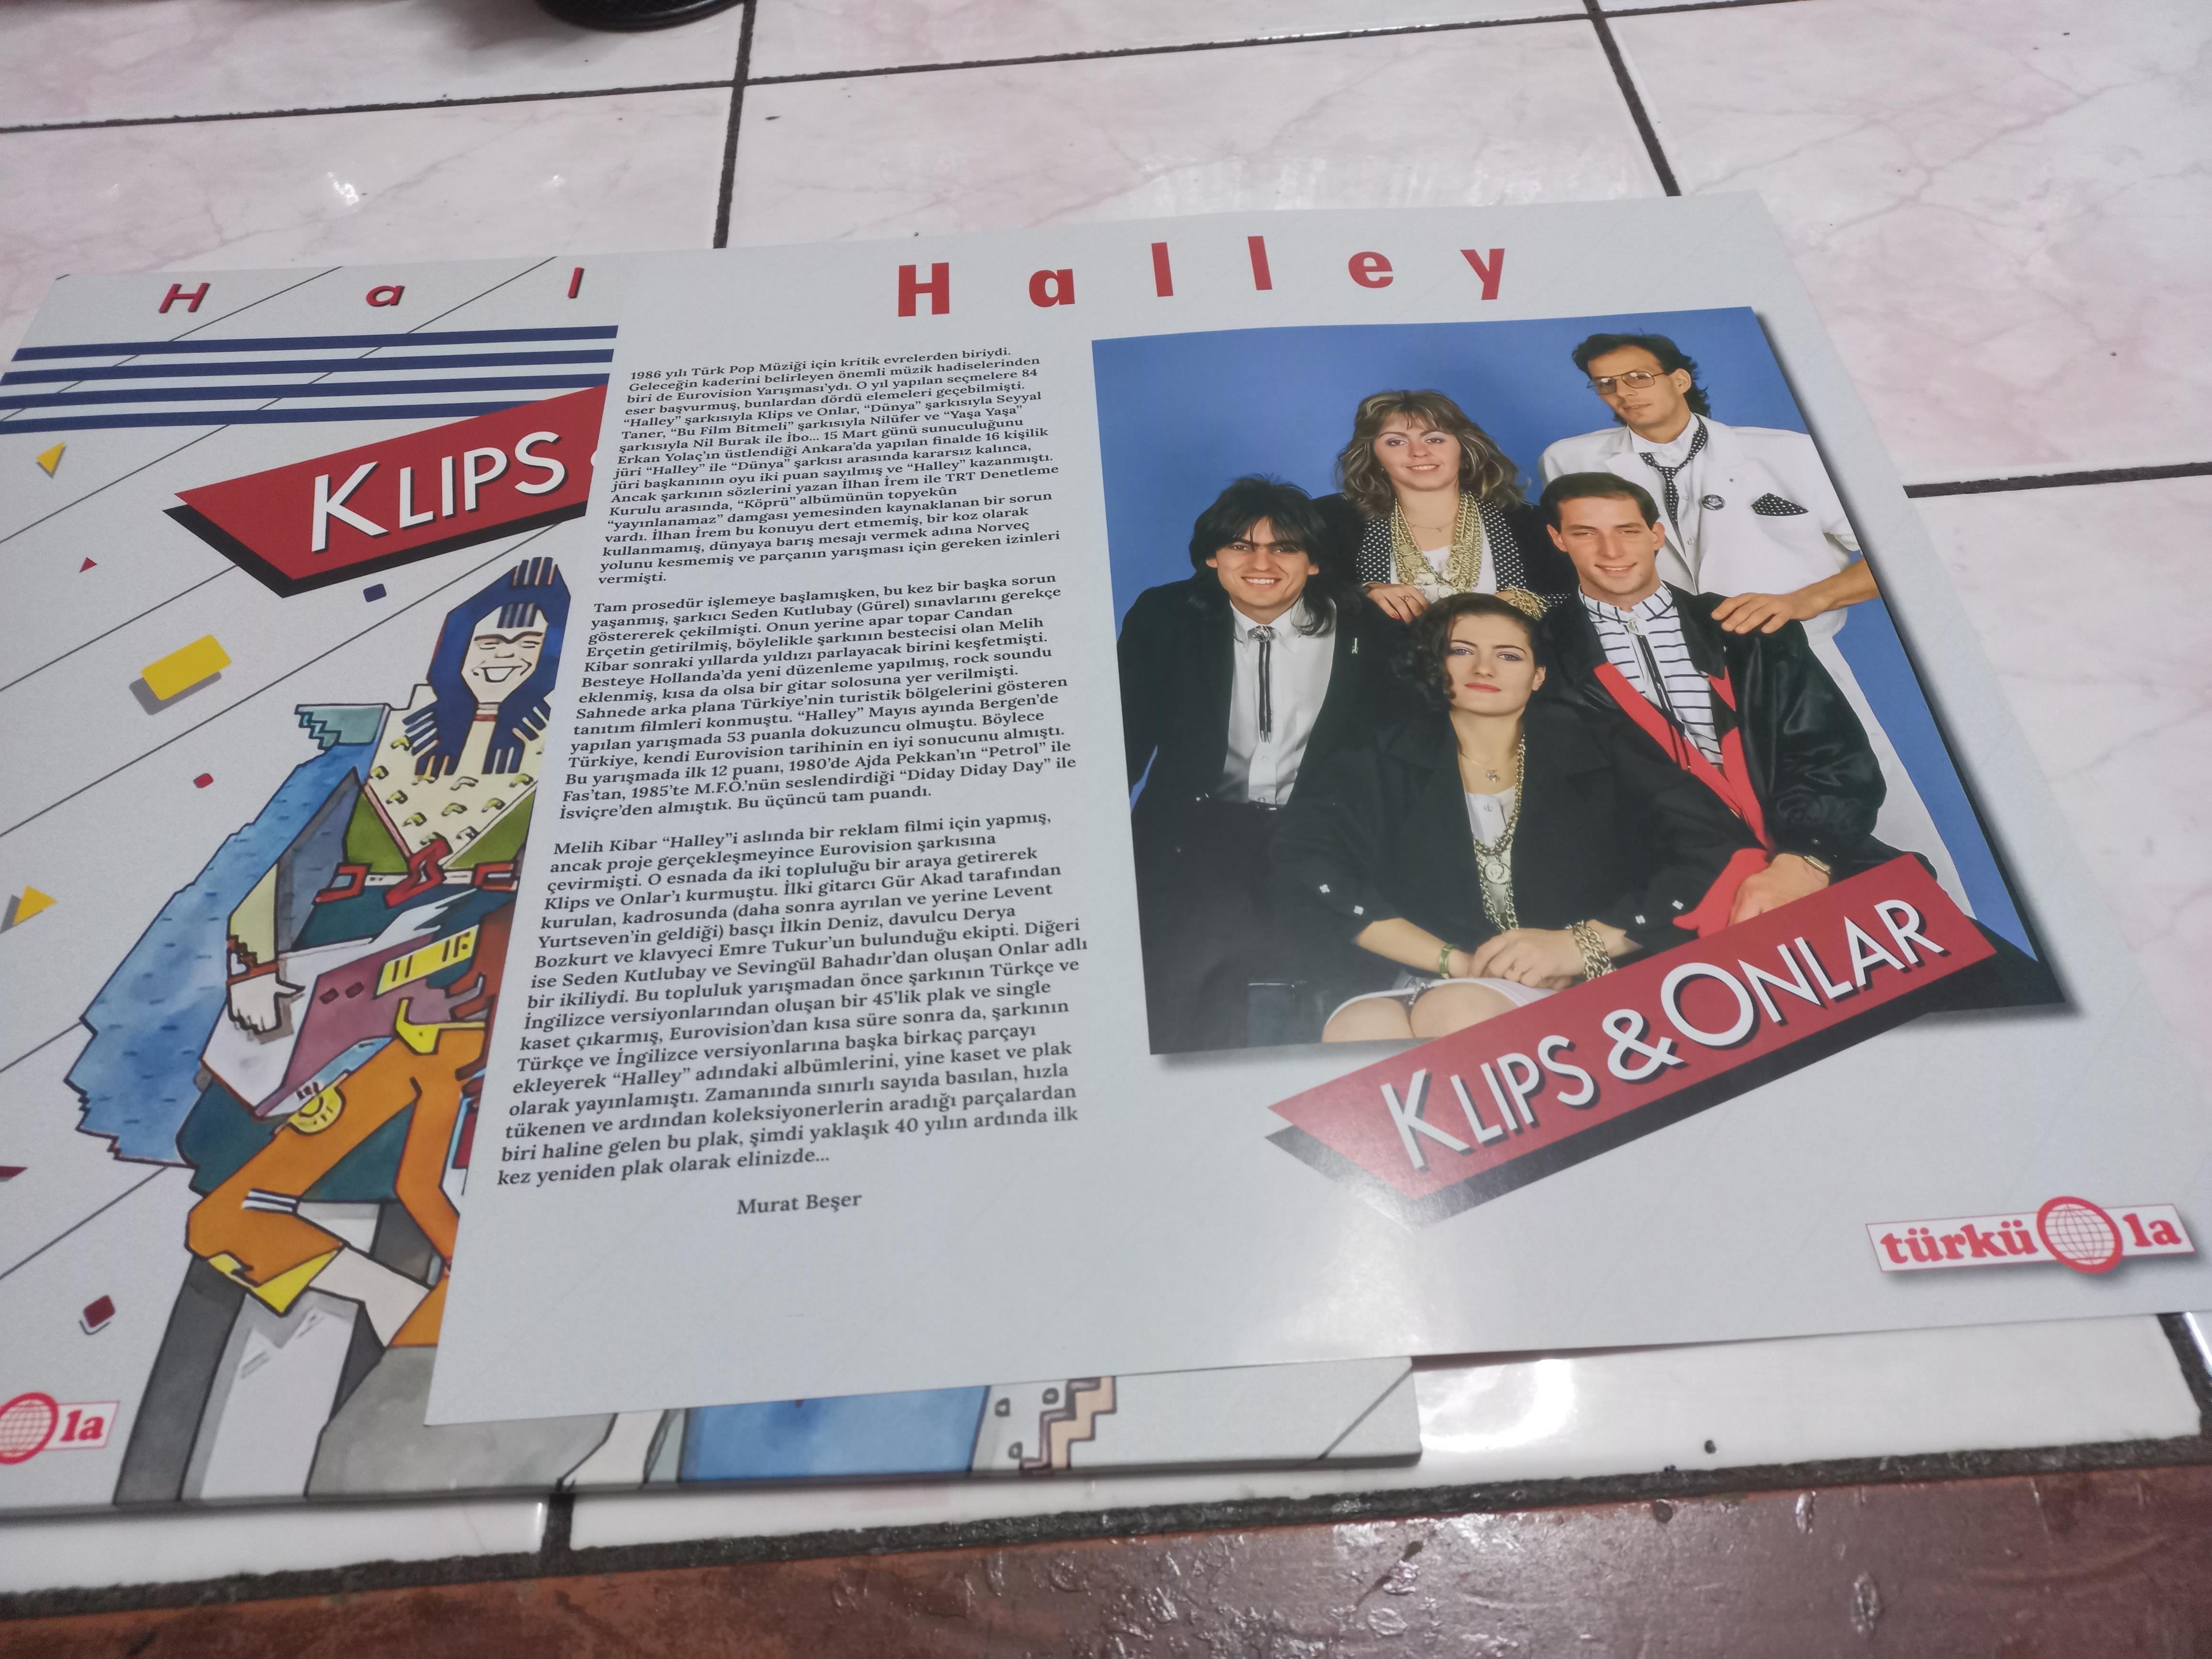 H a l
KLIPS
la
H a l l e y
1986 yılı Türk Pop Müziği için kritik evrelerden biriydi.
Geleceğin kaderini belirleyen önemli müzik hadiselerinden
biri de Eurovision Yarışması'ydı. O yıl yapılan seçmelere 84
eser başvurmuş, bunlardan dördü elemeleri geçebilmişti.
"Halley" şarkısıyla Klips ve Onlar, "Dünya" şarkısıyla Seyyal
Taner, "Bu Film Bitmeli" şarkısıyla Nilüfer ve "Yaşa Yaşa"
şarkısıyla Nil Burak ile İbo... 15 Mart günü sunuculuğunu
Erkan Yolaç'ın üstlendiği Ankara'da yapılan finalde 16 kişilik
jüri "Halley" ile "Dünya" şarkısı arasında kararsız kalınca,
jüri başkanının oyu iki puan sayılmış ve "Halley" kazanmıştı.
Ancak şarkının sözlerini yazan İlhan İrem ile TRT Denetleme
Kurulu arasında, "Köprü" albümünün topyekûn
"yayınlanamaz" damgası yemesinden kaynaklanan bir sorun
vardı. İlhan İrem bu konuyu dert etmemiş, bir koz olarak
kullanmamış, dünyaya barış mesajı vermek adına Norveç
yolunu kesmemiş ve parçanın yarışması için gereken izinleri
vermişti.
Tam prosedür işlemeye başlamışken, bu kez bir başka sorun
yaşanmış, şarkıcı Seden Kutlubay (Gürel) sınavlarını gerekçe
göstererek çekilmişti. Onun yerine apar topar Candan
Erçetin getirilmiş, böylelikle şarkının bestecisi olan Melih
Kibar sonraki yıllarda yıldızı parlayacak birini keşfetmişti.
Besteye Hollanda'da yeni düzenleme yapılmış, rock soundu
eklenmiş, kısa da olsa bir gitar solosuna yer verilmişti.
Sahnede arka plana Türkiye'nin turistik bölgelerini gösteren
tanıtım filmleri konmuştu. "Halley" Mayıs ayında Bergen'de
yapılan yarışmada 53 puanla dokuzuncu olmuştu. Böylece
Türkiye, kendi Eurovision tarihinin en iyi sonucunu almıştı.
Bu yarışmada ilk 12 puanı, 1980'de Ajda Pekkan'ın "Petrol" ile
Fas'tan, 1985'te M.F.Ö.'nün seslendirdiği "Diday Diday Day" ile
İsviçre'den almıştık. Bu üçüncü tam puandı.
Melih Kibar "Halley"i aslında bir reklam filmi için yapmış,
ancak proje gerçekleşmeyince Eurovision şarkısına
çevirmişti. O esnada da iki topluluğu bir araya getirerek
Klips ve Onlar'ı kurmuştu. İlki gitarcı Gür Akad tarafından
kurulan, kadrosunda (daha sonra ayrılan ve yerine Levent
Yurtseven'in geldiği) basçı İlkin Deniz, davulcu Derya
Bozkurt ve klavyeci Emre Tukur'un bulunduğu ekipti. Diğeri
ise Seden Kutlubay ve Sevingül Bahadır'dan oluşan Onlar adlı
bir ikiliydi. Bu topluluk yarışmadan önce şarkının Türkçe ve
İngilizce versiyonlarından oluşan bir 45'lik plak ve single
kaset çıkarmış, Eurovision'dan kısa süre sonra da, şarkının
Türkçe ve İngilizce versiyonlarına başka birkaç parçayı
ekleyerek "Halley" adındaki albümlerini, yine kaset ve plak
olarak yayınlamıştı. Zamanında sınırlı sayıda basılan, hızla
tükenen ve ardından koleksiyonerlerin aradığı parçalardan
biri haline gelen bu plak, şimdi yaklaşık 40 yılın ardında ilk
kez yeniden plak olarak elinizde...
Murat Beşer
KLIPS & ONLAR
türkü la